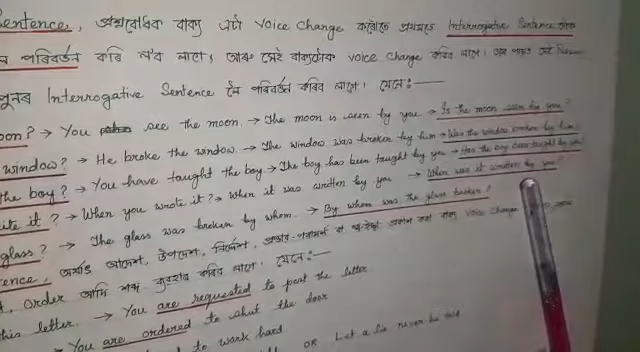 Sentence, প্ৰশ্নবোধক বাক্য এটা Voice Change কৰোঁতে প্ৰথমতে Interrogative Sentence
পৰিবৰ্তন কৰি ল'ব লাগে, আৰু সেই বাক্যটোক voice change কৰিব লাগে।
পুনৰ Interrogative Sentence লৈ পৰিবৰ্তন কৰিব লাগে। যেনে:—
oon? → You see the moon. → The moon is seen by you → Is the moon seen by you?
window? → He broke the window. → The window was broken by him → Was the window broken by him?
the boy? → You have taught the boy → The boy has been taught by you → Has the boy been taught by you?
ite it? → When you wrote it? → When it was written by you → When was it written by you?
glass? → The glass was broken by whom. → By whom was the glass broken?
ence, অৰ্থাৎ আদেশ, উপদেশ, নিৰ্দেশ, বাক্য Voice Change
order আদি শব্দ ব্যৱহাৰ কৰিব লাগে। যেনে:—
this letter. → You are requested to post the letter
→ You are ordered to shut the door
to work hard
OR Let a lie never be told